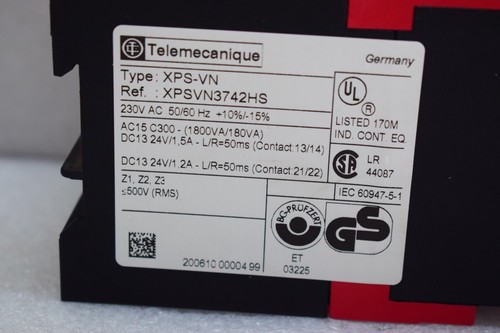 Telemecanique
Germany
Type: XPS-VN
Ref. : XPSVN3742HS
230V AC 50/60 Hz +10%/-15%
AC15 C300 - (1800VA/180VA)
DC13 24V/1,5A - L/R=50ms (Contact 13/14)
DC13 24V/1.2A - L/R=50ms (Contact 21/22)
Z1, Z2, Z3
≤500V (RMS)
UL
®
LISTED 170M
IND. CONT. EQ.
SA
LR
44087
IEC 60947-5-1
BG-PRÜFZERT
GS
ET
03225
200610 00004 99